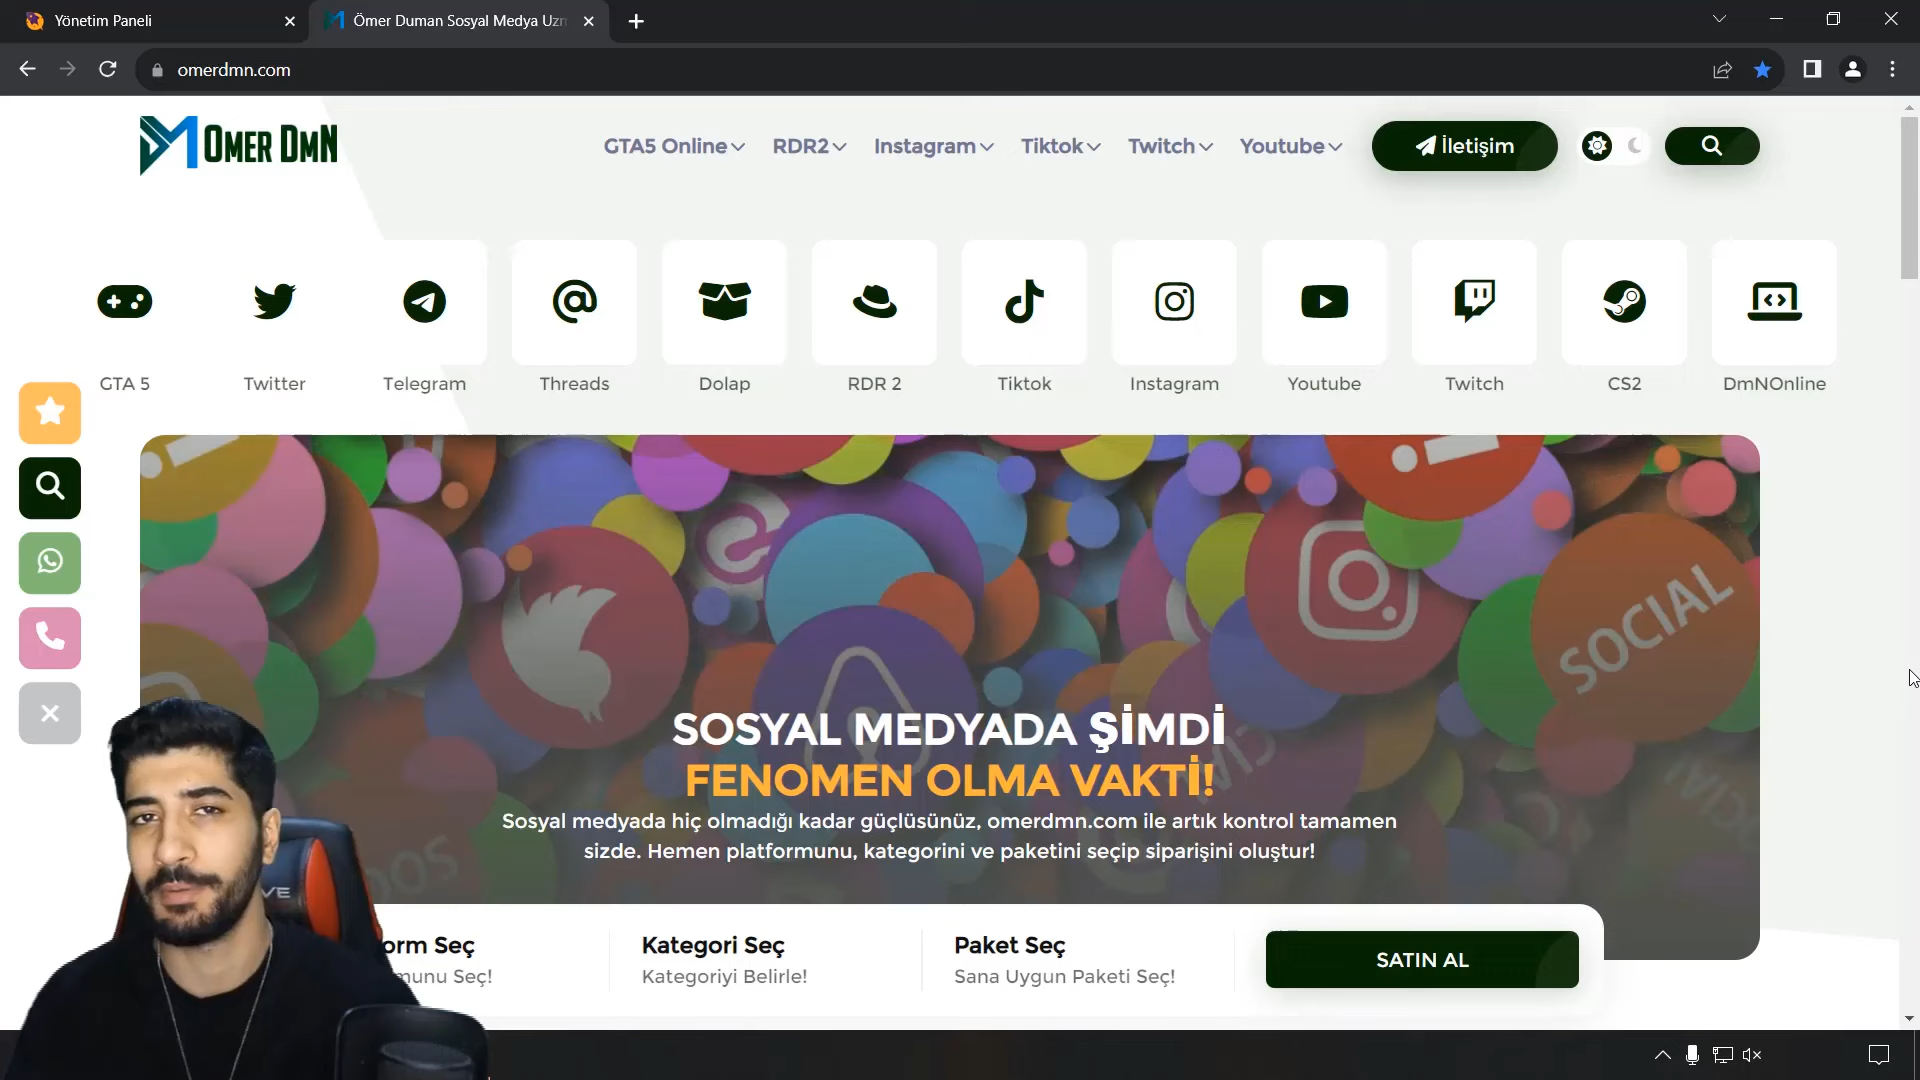 Yönetim Paneli
Ömer Duman Sosyal Medya Uzm
omerdmn.com
OMER DMN
GTA5 Online
RDR2
Instagram
Tiktok
Twitch
Youtube
İletişim
GTA 5
Twitter
Telegram
Threads
Dolap
RDR 2
Tiktok
Instagram
Youtube
Twitch
CS2
DmNOnline
SOCIAL
SOSYAL MEDYADA ŞİMDİ
FENOMEN OLMA VAKTİ!
Sosyal medyada hiç olmadığı kadar güçlüsünüz, omerdmn.com ile artık kontrol tamamen
sizde. Hemen platformunu, kategorini ve paketini seçip siparişini oluştur!
orm Seç
munu Seç!
Kategori Seç
Kategoriyi Belirle!
Paket Seç
Sana Uygun Paketi Seç!
SATIN AL